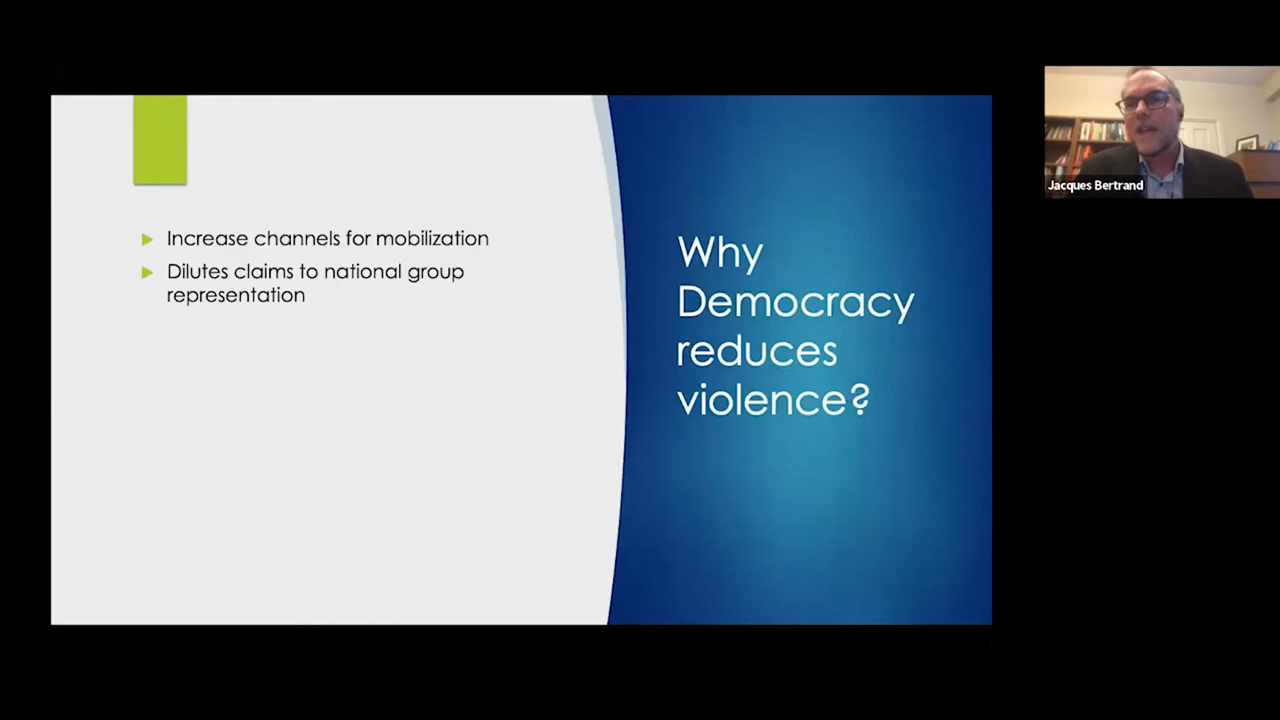 Increase channels for mobilization
Dilutes claims to national group
representation
Why
Democracy
reduces
violence?
Jacques Bertrand